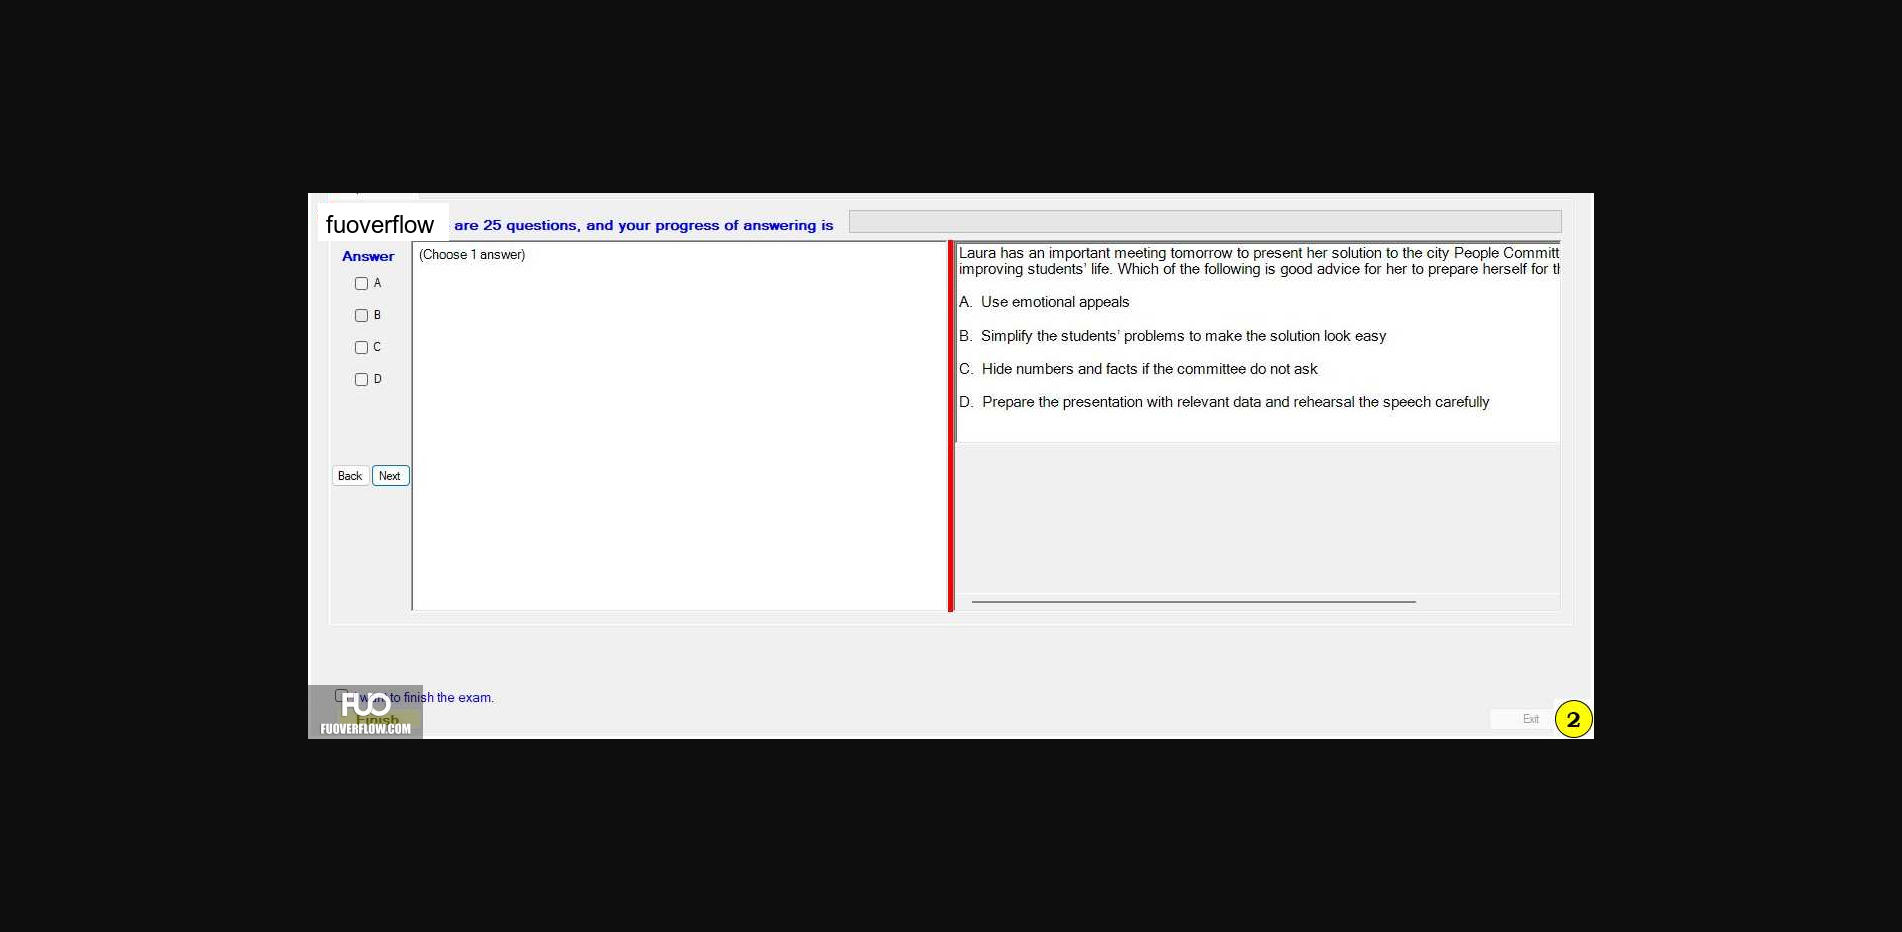 fuoverflow are 25 questions, and your progress of answering is
Answer
(Choose 1 answer)
A
B
C
D
Back Next
Laura has an important meeting tomorrow to present her solution to the city People Committ
improving students' life. Which of the following is good advice for her to prepare herself for th
A. Use emotional appeals
B. Simplify the students' problems to make the solution look easy
C. Hide numbers and facts if the committee do not ask
D. Prepare the presentation with relevant data and rehearsal the speech carefully
want to finish the exam.
FUO
Finish
FUOVERFLOW.COM
Exit
2